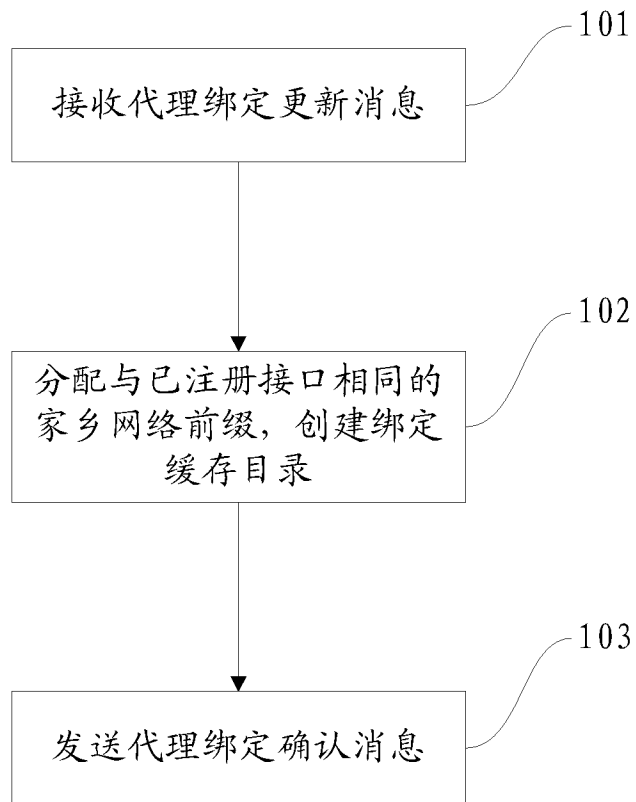 101
接收代理绑定更新消息
102
分配与已注册接口相同的
家乡网络前缀，创建绑定
缓存目录
103
发送代理绑定确认消息